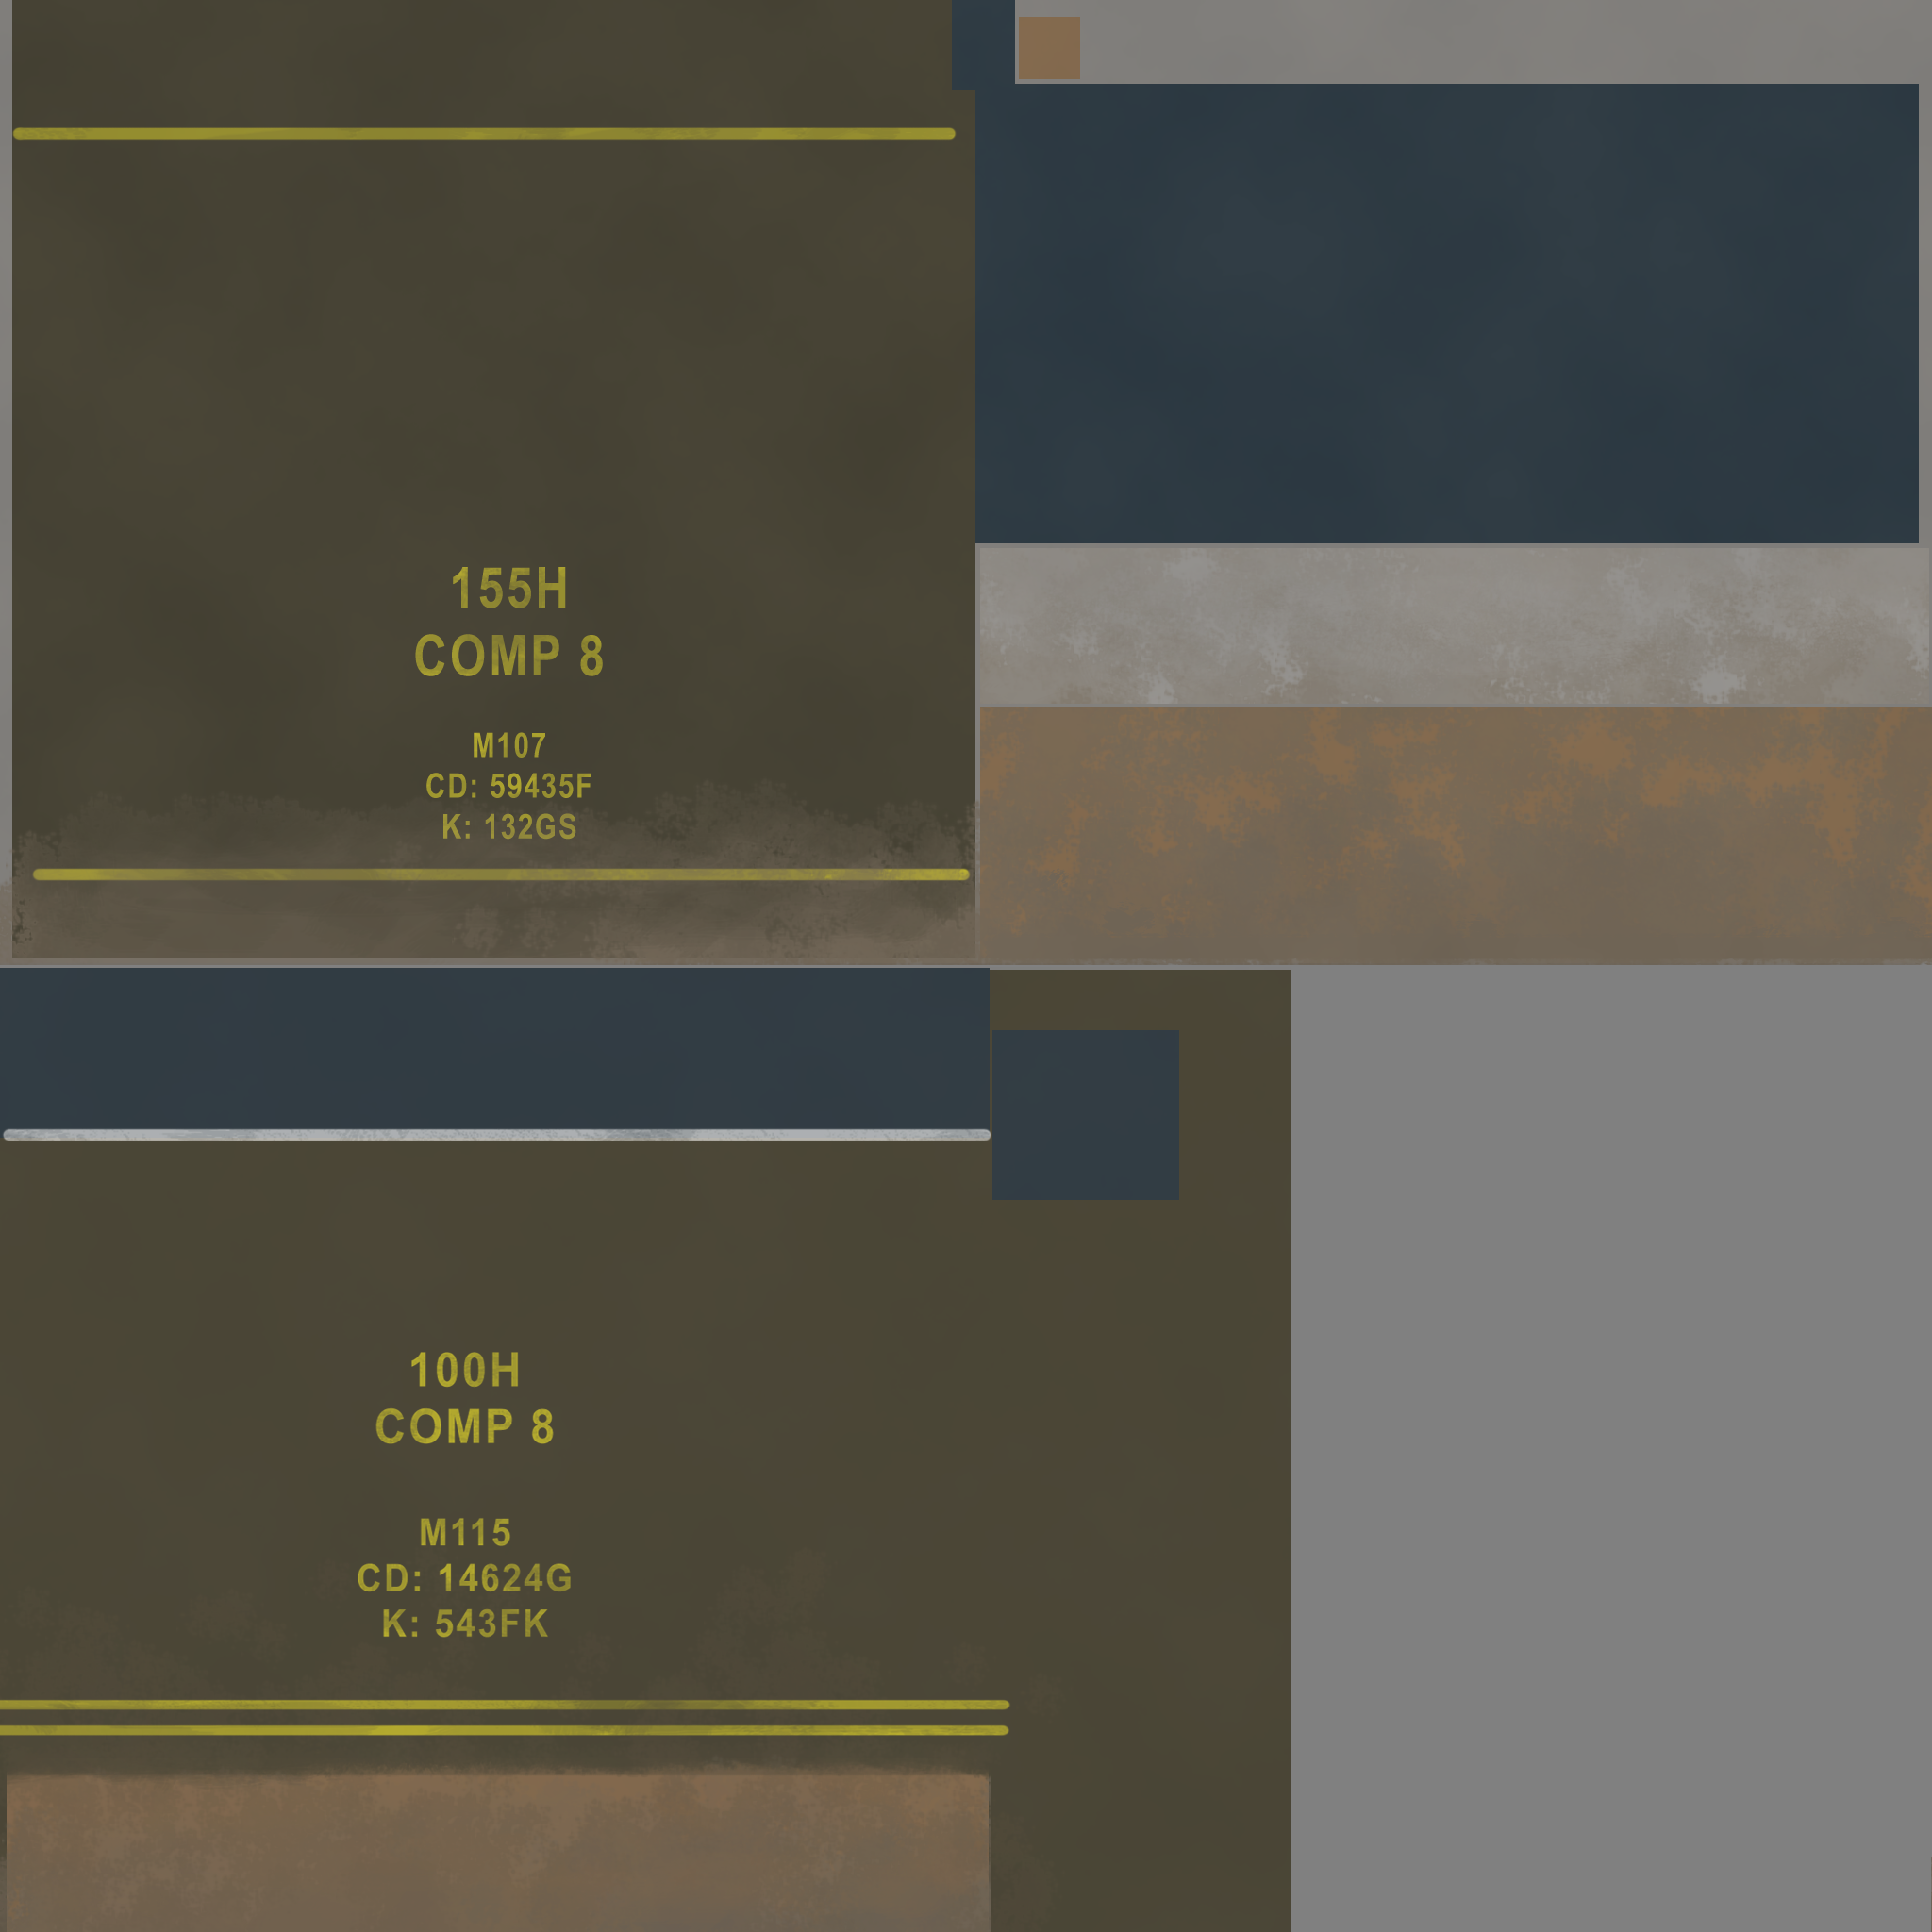 155H
COMP 8
M107
CD: 59435F
K: 132GS
100H
COMP 8
M115
CD: 14624G
K: 543FK